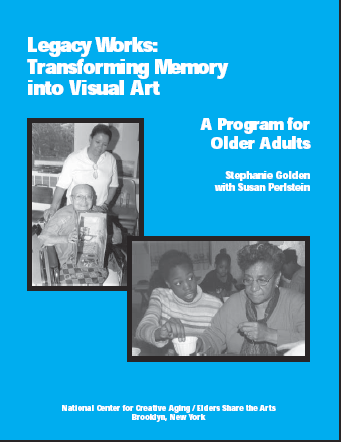 Legacy Works:
Transforming Memory
into Visual Art
A Program for
Older Adults
Stephanie Golden
with Susan Perlstein
National Center for Creative Aging / Elders Share the Arts
Brooklyn, New York